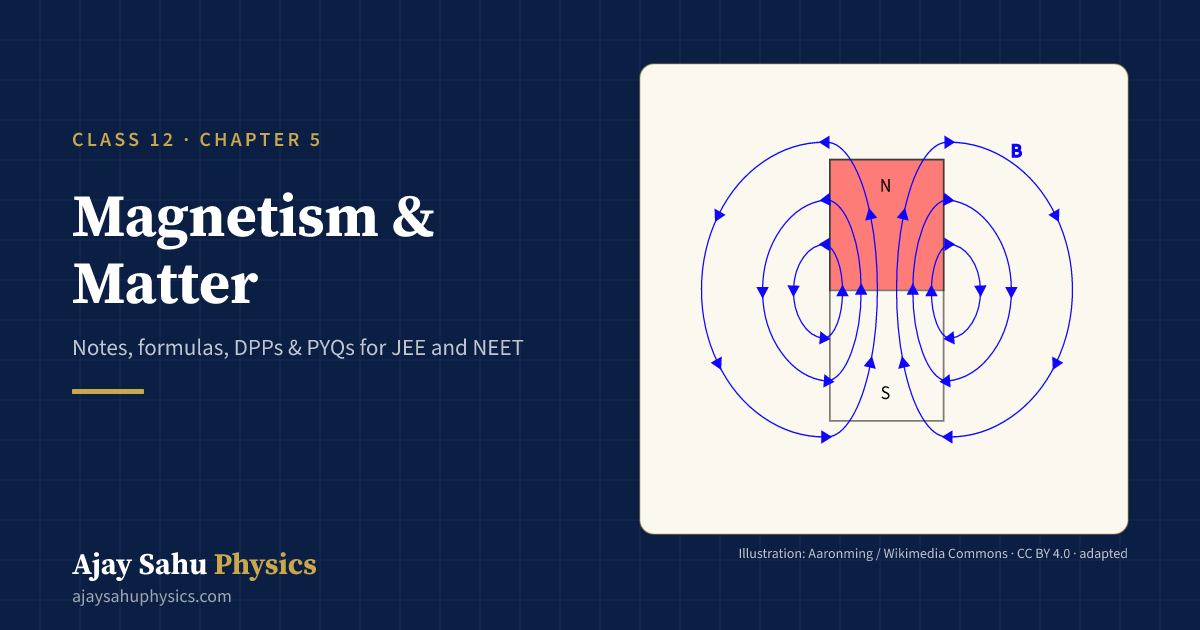 CLASS 12 · CHAPTER 5
Magnetism &
Matter
Notes, formulas, DPPs & PYQs for JEE and NEET
B
N
S
Illustration: Aaronming / Wikimedia Commons · CC BY 4.0 · adapted
Ajay Sahu Physics
ajaysahuphysics.com